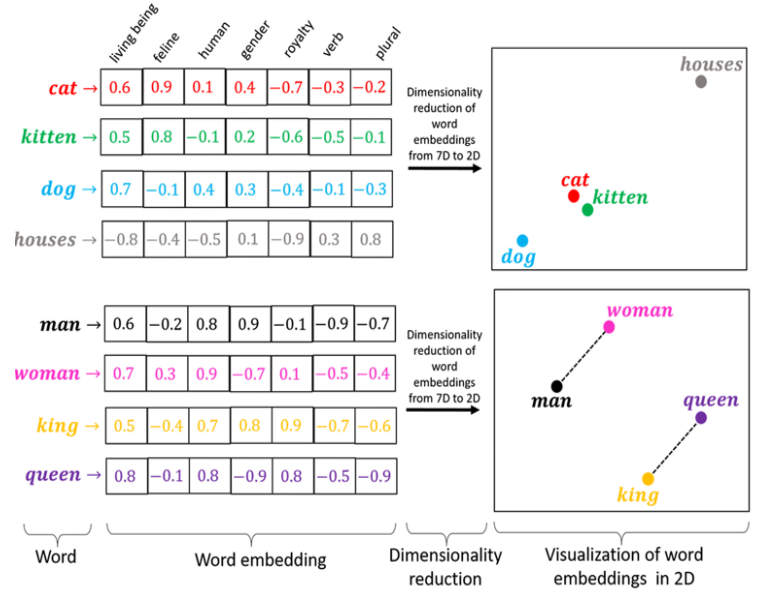 living being feline human gender royalty verb plural
cat → 0.6 0.9 0.1 0.4 −0.7 −0.3 −0.2
kitten → 0.5 0.8 −0.1 0.2 −0.6 −0.5 −0.1
dog → 0.7 −0.1 0.4 0.3 −0.4 −0.1 −0.3
houses → −0.8 −0.4 −0.5 0.1 −0.9 0.3 0.8
Dimensionality
reduction of
word
embeddings
from 7D to 2D
houses
cat
kitten
dog
man → 0.6 −0.2 0.8 0.9 −0.1 −0.9 −0.7
woman → 0.7 0.3 0.9 −0.7 0.1 −0.5 −0.4
king → 0.5 −0.4 0.7 0.8 0.9 −0.7 −0.6
queen → 0.8 −0.1 0.8 −0.9 0.8 −0.5 −0.9
Dimensionality
reduction of
word
embeddings
from 7D to 2D
woman
man
queen
king
Word
Word embedding
Dimensionality
reduction
Visualization of word
embeddings in 2D